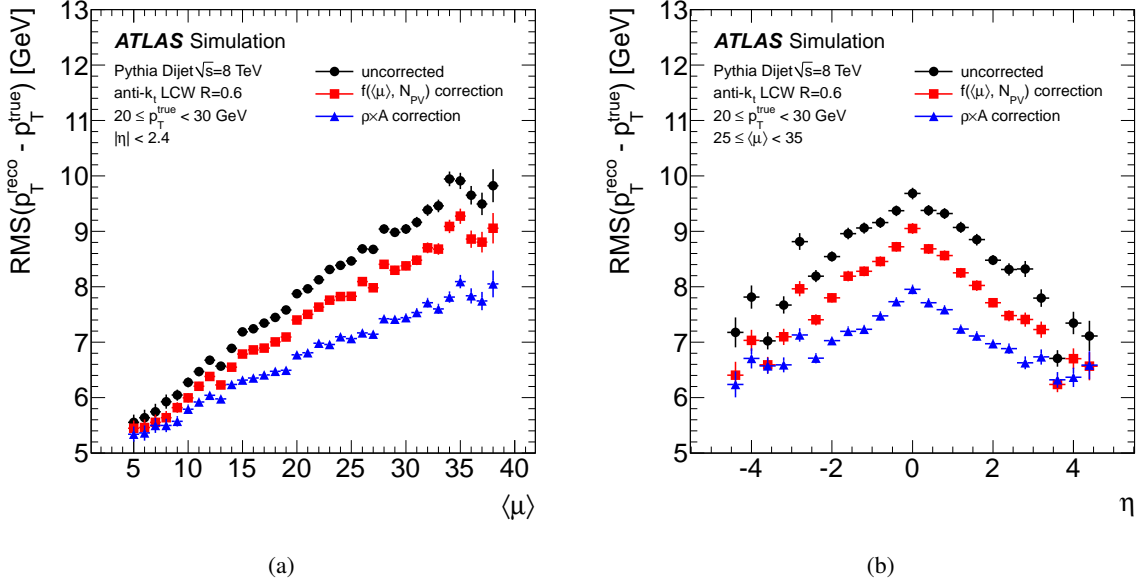 RMS(p_T^reco - p_T^true) [GeV]
13
12
11
10
9
8
7
6
5
ATLAS Simulation
Pythia Dijet √s=8 TeV
anti-k_t LCW R=0.6
20 ≤ p_T^true < 30 GeV
|η| < 2.4
uncorrected
f(⟨μ⟩, N_PV) correction
ρ×A correction
5 10 15 20 25 30 35 40
⟨μ⟩
(a)
RMS(p_T^reco - p_T^true) [GeV]
13
12
11
10
9
8
7
6
5
ATLAS Simulation
Pythia Dijet √s=8 TeV
anti-k_t LCW R=0.6
20 ≤ p_T^true < 30 GeV
25 ≤ ⟨μ⟩ < 35
uncorrected
f(⟨μ⟩, N_PV) correction
ρ×A correction
-4 -2 0 2 4
η
(b)